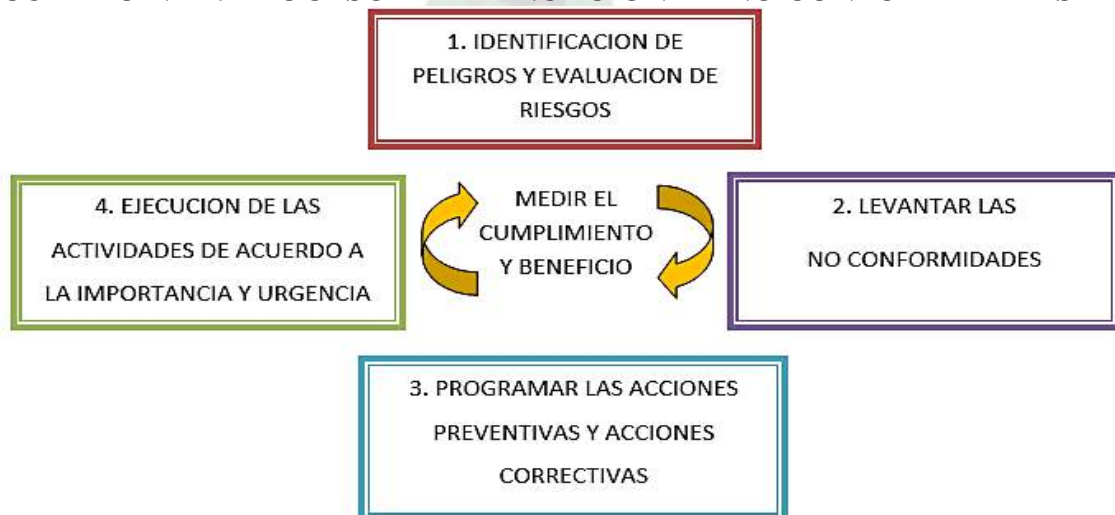 1. IDENTIFICACION DE
PELIGROS Y EVALUACION DE
RIESGOS
4. EJECUCION DE LAS
ACTIVIDADES DE ACUERDO A
LA IMPORTANCIA Y URGENCIA
MEDIR EL
CUMPLIMIENTO
Y BENEFICIO
2. LEVANTAR LAS
NO CONFORMIDADES
3. PROGRAMAR LAS ACCIONES
PREVENTIVAS Y ACCIONES
CORRECTIVAS